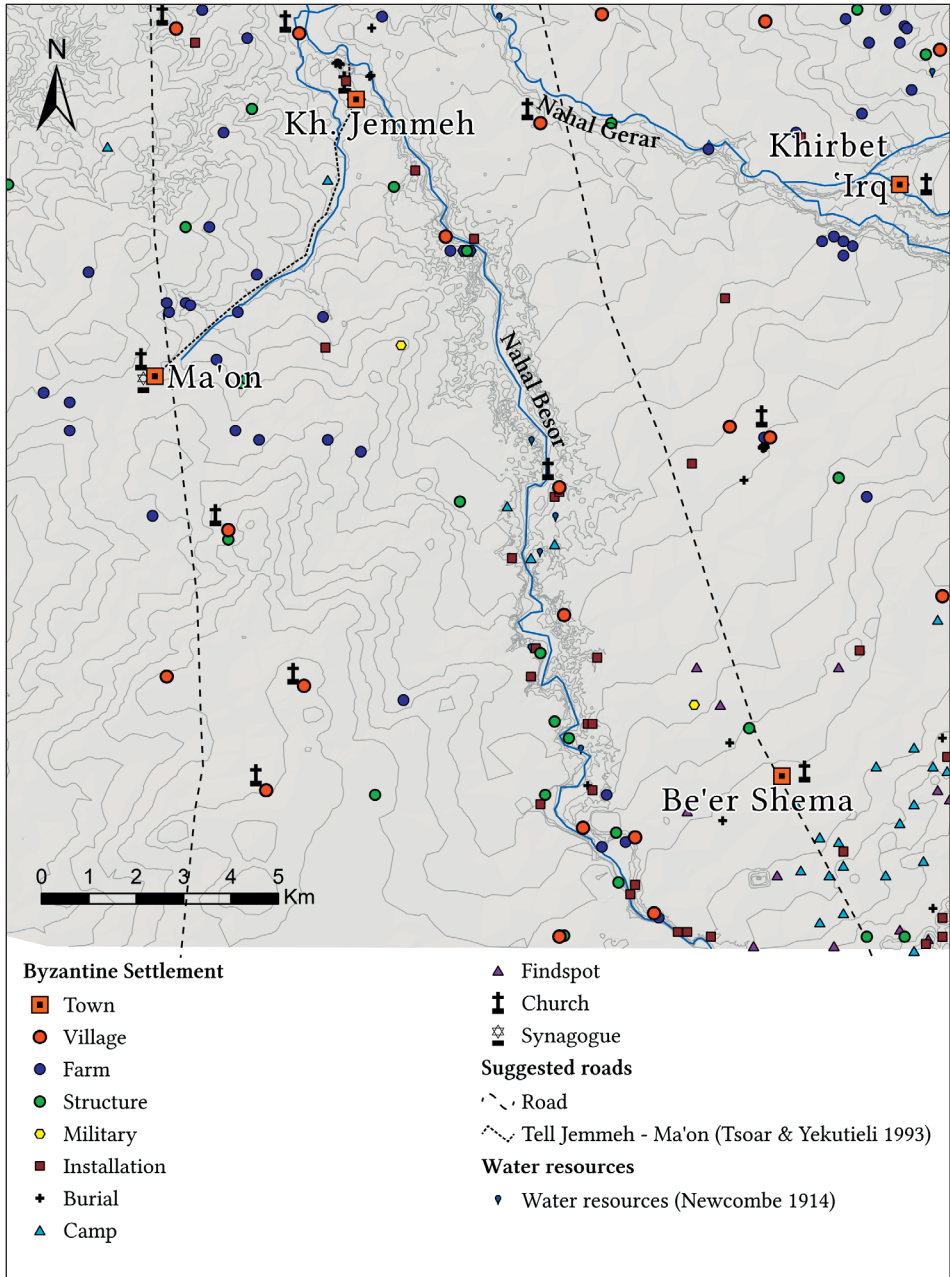 N
Kh. Jemmeh
Nahal Gerar
Khirbet
‘Irq
Ma'on
Nahal Besor
Be'er Shema
0 1 2 3 4 5
Km
Byzantine Settlement
Town
Village
Farm
Structure
Military
Installation
Burial
Camp
Findspot
Church
Synagogue
Suggested roads
Road
Tell Jemmeh - Ma'on (Tsoar & Yekutieli 1993)
Water resources
Water resources (Newcombe 1914)